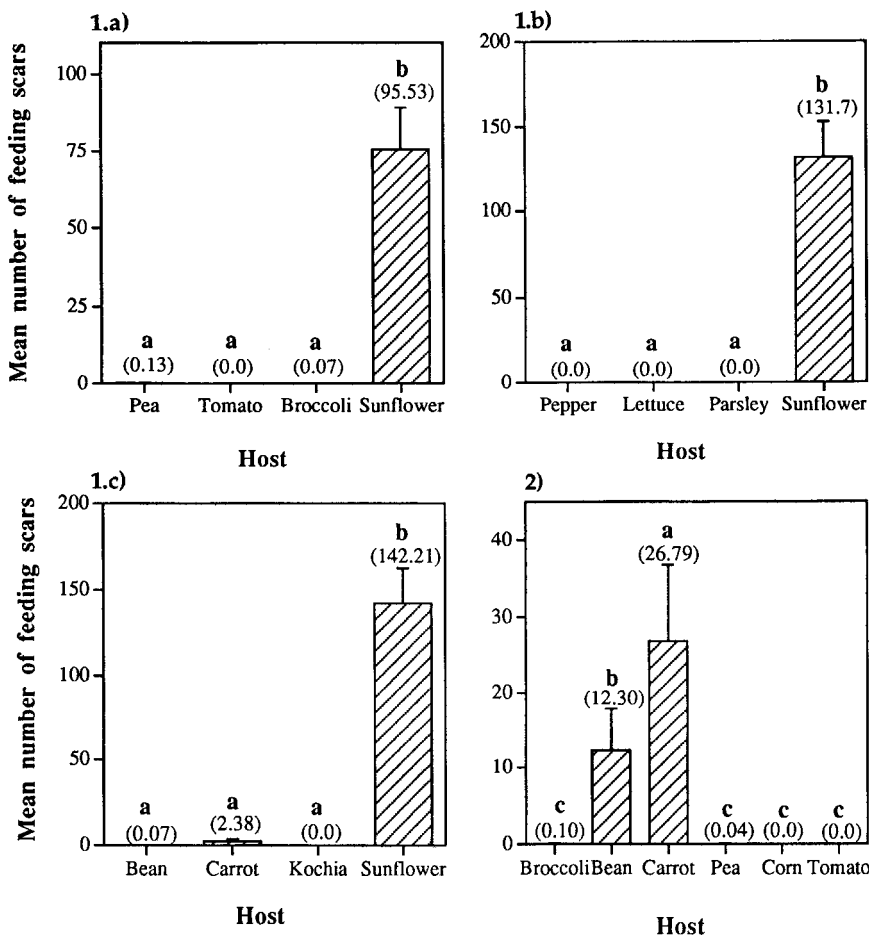 1.a)
Mean number of feeding scars
100
75
50
25
0
a
(0.13)
a
(0.0)
a
(0.07)
b
(95.53)
Pea Tomato Broccoli Sunflower
Host
1.b)
200
150
100
50
0
a
(0.0)
a
(0.0)
a
(0.0)
b
(131.7)
Pepper Lettuce Parsley Sunflower
Host
1.c)
Mean number of feeding scars
200
150
100
50
0
a
(0.07)
a
(2.38)
a
(0.0)
b
(142.21)
Bean Carrot Kochia Sunflower
Host
2)
40
30
20
10
0
c
(0.10)
b
(12.30)
a
(26.79)
c
(0.04)
c
(0.0)
c
(0.0)
Broccoli Bean Carrot Pea Corn Tomato
Host